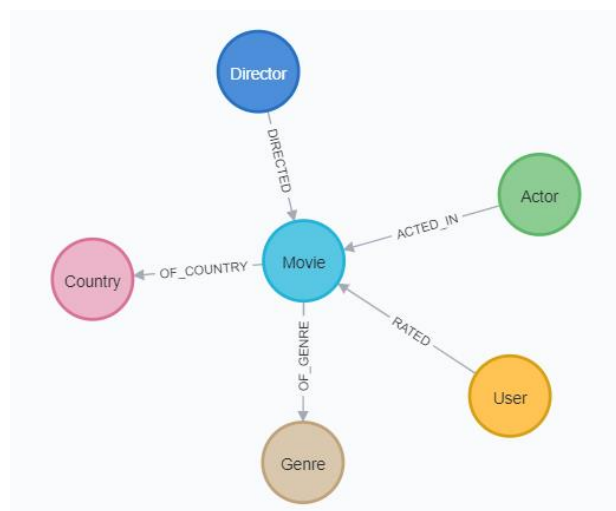 Director
DIRECTED
Actor
ACTED_IN
Movie
Country
OF_COUNTRY
RATED
OF_GENRE
User
Genre